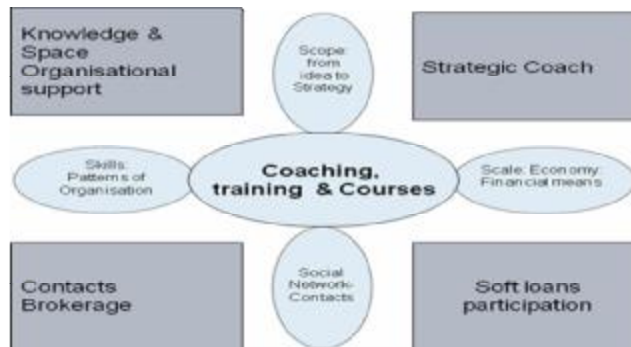 Knowledge &
Space
Organisational
support
Scope:
from
idea to
Strategy
Strategic Coach
Skills:
Patterns of
Organisation
Coaching,
training & Courses
Scale: Economy:
Financial means
Contacts
Brokerage
Social
Network-
Contacts
Soft loans
participation